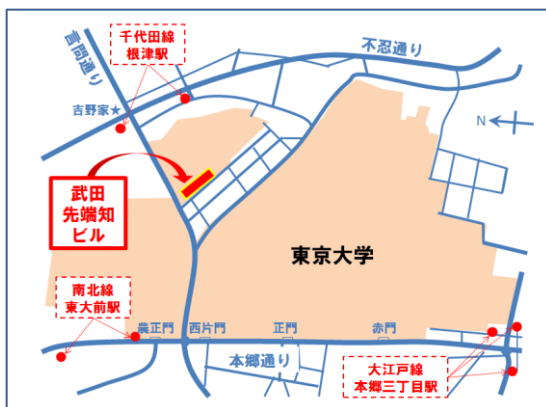 千代田線
根津駅
言問通り
不忍通り
吉野家★
N
武田
先端知
ビル
東京大学
南北線
東大前駅
農正門
西片門
正門
赤門
本郷通り
大江戸線
本郷三丁目駅